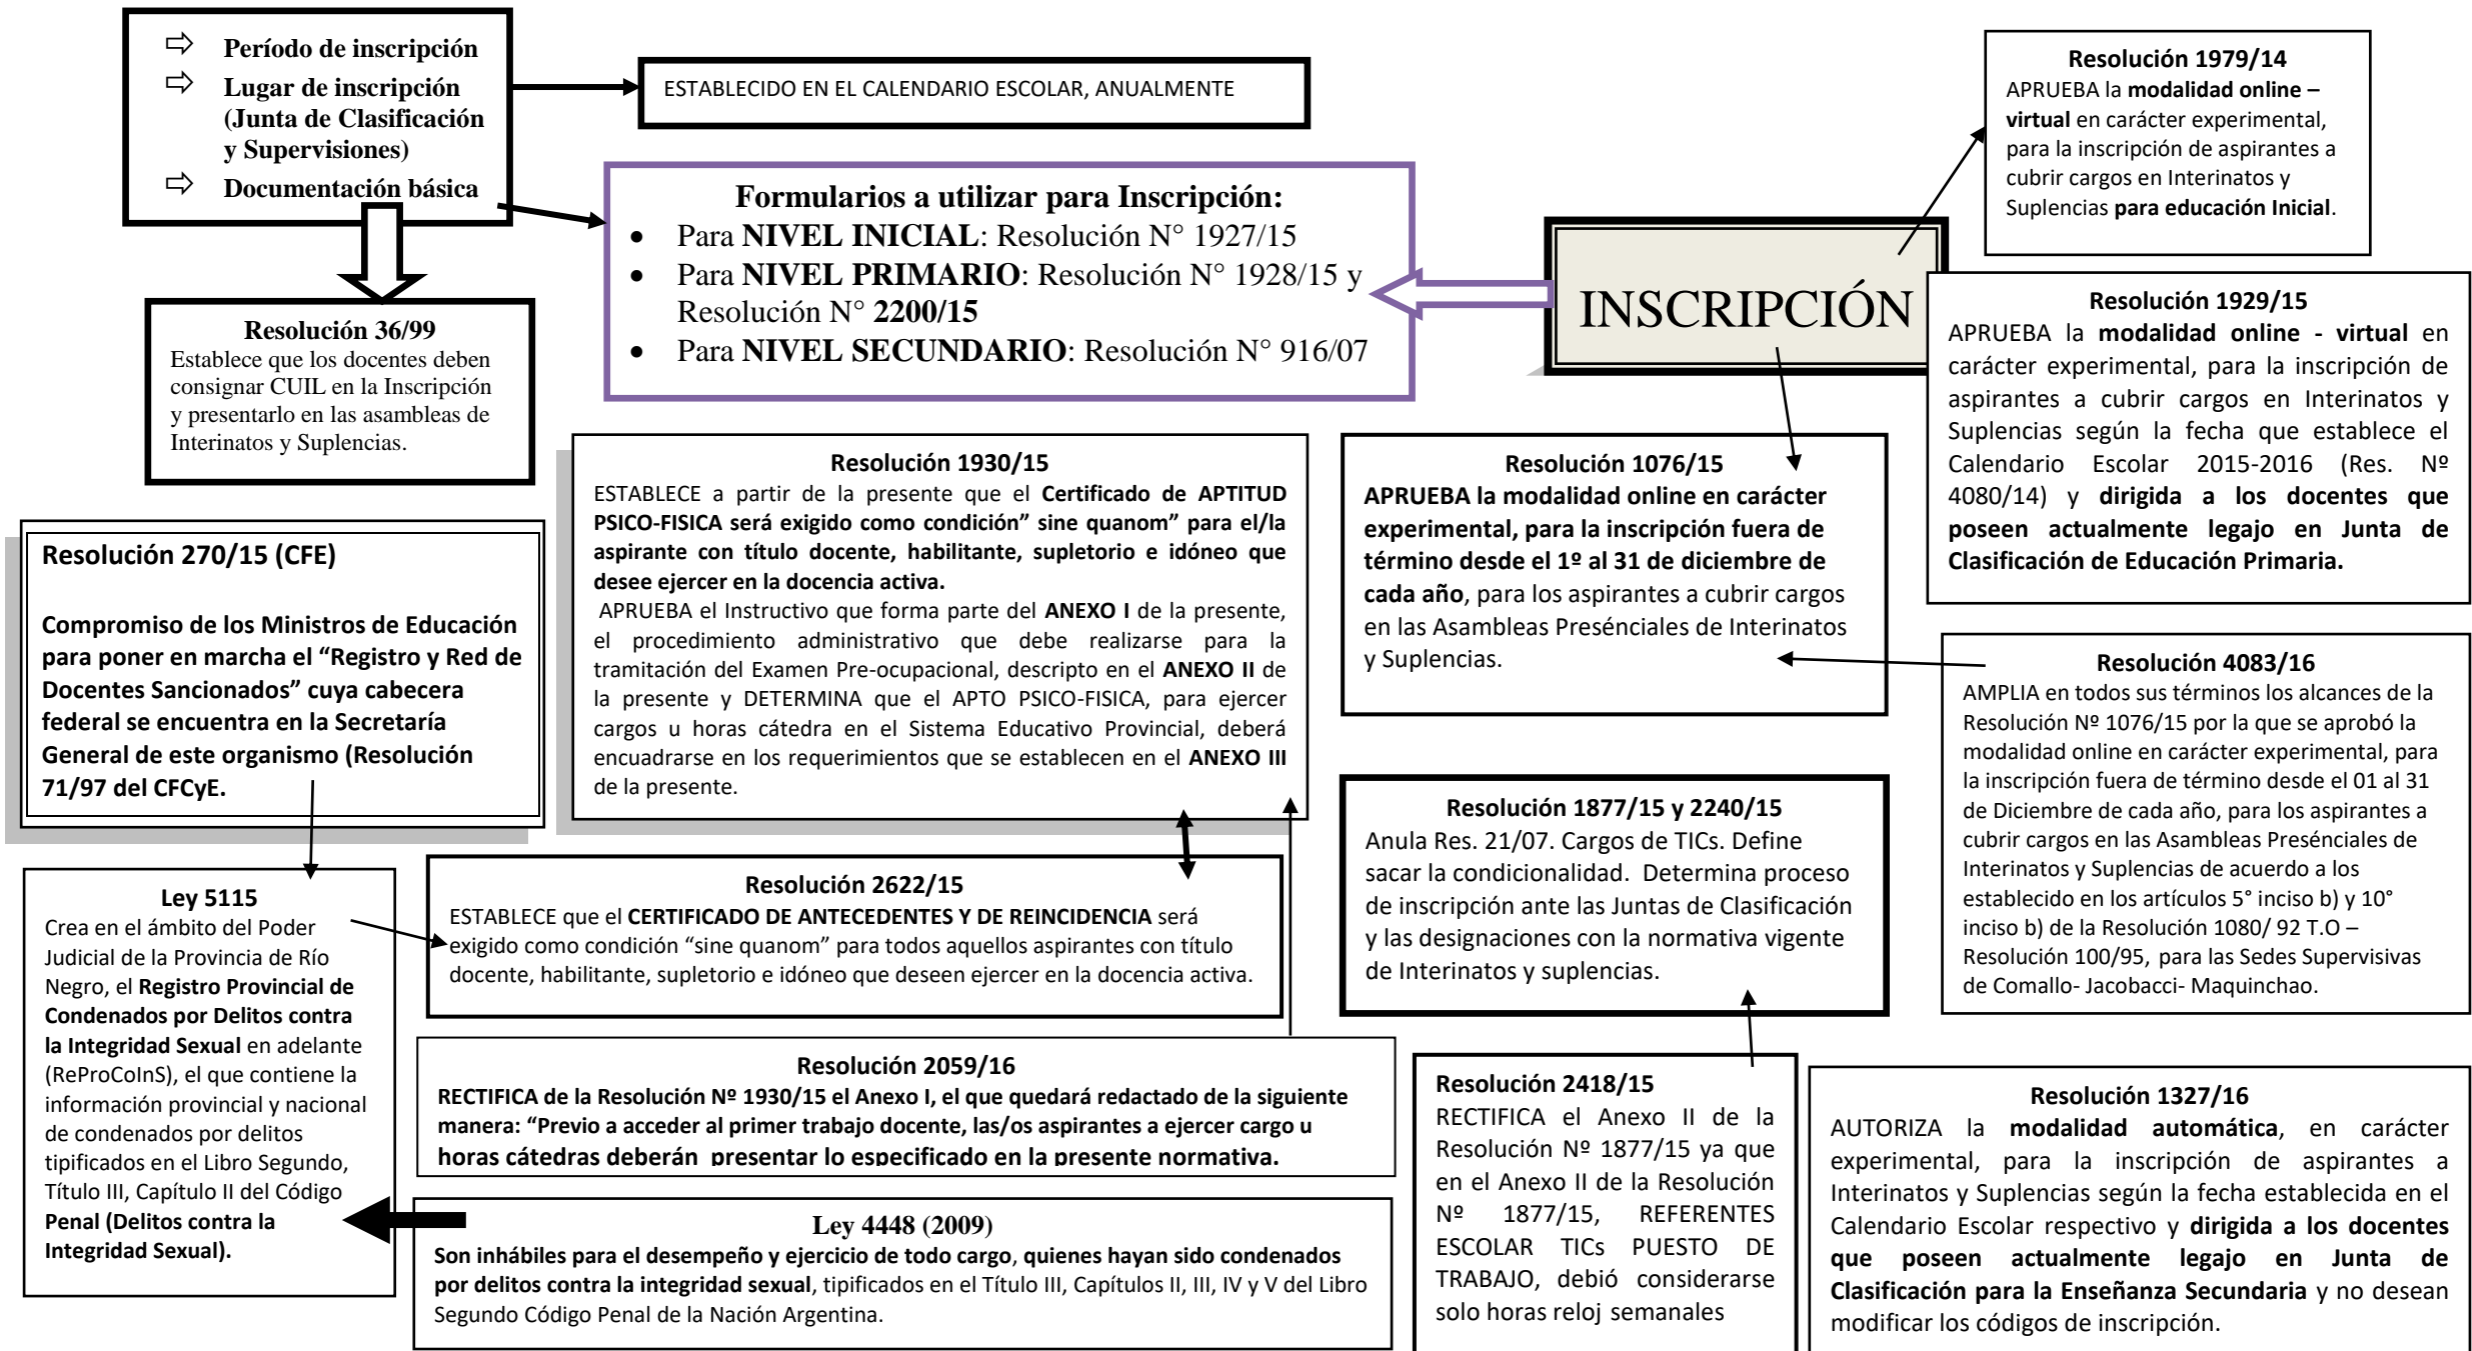 Período de inscripción
Lugar de inscripción
(Junta de Clasificación
y Supervisiones)
Documentación básica
ESTABLECIDO EN EL CALENDARIO ESCOLAR, ANUALMENTE
Formularios a utilizar para Inscripción:
Para NIVEL INICIAL: Resolución N° 1927/15
Para NIVEL PRIMARIO: Resolución N° 1928/15 y
Resolución N° 2200/15
Para NIVEL SECUNDARIO: Resolución N° 916/07
INSCRIPCIÓN
Resolución 1979/14
APRUEBA la modalidad online –
virtual en carácter experimental,
para la inscripción de aspirantes a
cubrir cargos en Interinatos y
Suplencias para educación Inicial.
Resolución 36/99
Establece que los docentes deben
consignar CUIL en la Inscripción
y presentarlo en las asambleas de
Interinatos y Suplencias.
Resolución 1929/15
APRUEBA la modalidad online - virtual en
carácter experimental, para la inscripción de
aspirantes a cubrir cargos en Interinatos y
Suplencias según la fecha que establece el
Calendario Escolar 2015-2016 (Res. Nº
4080/14) y dirigida a los docentes que
poseen actualmente legajo en Junta de
Clasificación de Educación Primaria.
Resolución 1930/15
ESTABLECE a partir de la presente que el Certificado de APTITUD
PSICO-FISICA será exigido como condición” sine quanom” para el/la
aspirante con título docente, habilitante, supletorio e idóneo que
desee ejercer en la docencia activa.
APRUEBA el Instructivo que forma parte del ANEXO I de la presente,
el procedimiento administrativo que debe realizarse para la
tramitación del Examen Pre-ocupacional, descripto en el ANEXO II de
la presente y DETERMINA que el APTO PSICO-FISICA, para ejercer
cargos u horas cátedra en el Sistema Educativo Provincial, deberá
encuadrarse en los requerimientos que se establecen en el ANEXO III
de la presente.
Resolución 1076/15
APRUEBA la modalidad online en carácter
experimental, para la inscripción fuera de
término desde el 1º al 31 de diciembre de
cada año, para los aspirantes a cubrir cargos
en las Asambleas Presénciales de Interinatos
y Suplencias.
Resolución 270/15 (CFE)
Compromiso de los Ministros de Educación
para poner en marcha el “Registro y Red de
Docentes Sancionados” cuya cabecera
federal se encuentra en la Secretaría
General de este organismo (Resolución
71/97 del CFCyE.
Resolución 4083/16
AMPLIA en todos sus términos los alcances de la
Resolución Nº 1076/15 por la que se aprobó la
modalidad online en carácter experimental, para
la inscripción fuera de término desde el 01 al 31
de Diciembre de cada año, para los aspirantes a
cubrir cargos en las Asambleas Presénciales de
Interinatos y Suplencias de acuerdo a los
establecido en los artículos 5° inciso b) y 10°
inciso b) de la Resolución 1080/ 92 T.O –
Resolución 100/95, para las Sedes Supervisivas
de Comallo- Jacobacci- Maquinchao.
Resolución 1877/15 y 2240/15
Anula Res. 21/07. Cargos de TICs. Define
sacar la condicionalidad. Determina proceso
de inscripción ante las Juntas de Clasificación
y las designaciones con la normativa vigente
de Interinatos y suplencias.
Ley 5115
Crea en el ámbito del Poder
Judicial de la Provincia de Río
Negro, el Registro Provincial de
Condenados por Delitos contra
la Integridad Sexual en adelante
(ReProCoInS), el que contiene la
información provincial y nacional
de condenados por delitos
tipificados en el Libro Segundo,
Título III, Capítulo II del Código
Penal (Delitos contra la
Integridad Sexual).
Resolución 2622/15
ESTABLECE que el CERTIFICADO DE ANTECEDENTES Y DE REINCIDENCIA será
exigido como condición “sine quanom” para todos aquellos aspirantes con título
docente, habilitante, supletorio e idóneo que deseen ejercer en la docencia activa.
Resolución 2059/16
RECTIFICA de la Resolución Nº 1930/15 el Anexo I, el que quedará redactado de la siguiente
manera: “Previo a acceder al primer trabajo docente, las/os aspirantes a ejercer cargo u
horas cátedras deberán presentar lo especificado en la presente normativa.
Resolución 2418/15
RECTIFICA el Anexo II de la
Resolución Nº 1877/15 ya que
en el Anexo II de la Resolución
Nº 1877/15, REFERENTES
ESCOLAR TICs PUESTO DE
TRABAJO, debió considerarse
solo horas reloj semanales
Resolución 1327/16
AUTORIZA la modalidad automática, en carácter
experimental, para la inscripción de aspirantes a
Interinatos y Suplencias según la fecha establecida en el
Calendario Escolar respectivo y dirigida a los docentes
que poseen actualmente legajo en Junta de
Clasificación para la Enseñanza Secundaria y no desean
modificar los códigos de inscripción.
Ley 4448 (2009)
Son inhábiles para el desempeño y ejercicio de todo cargo, quienes hayan sido condenados
por delitos contra la integridad sexual, tipificados en el Título III, Capítulos II, III, IV y V del Libro
Segundo Código Penal de la Nación Argentina.